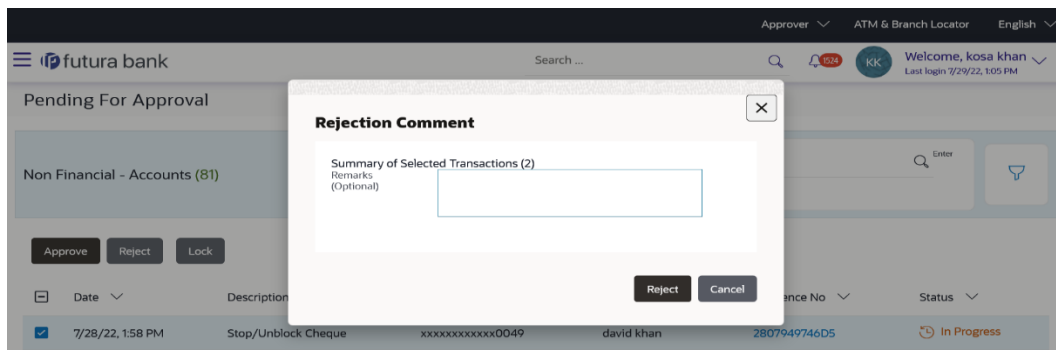 Approver ATM & Branch Locator English
futura bank Search ... 1524 KK Welcome, kosa khan
Last login 7/29/22, 1:05 PM
Pending For Approval
Rejection Comment
Summary of Selected Transactions (2)
Remarks
(Optional)
Non Financial - Accounts (81)
Enter
Approve Reject Lock
Reject Cancel
Date Description ence No Status
7/28/22, 1:58 PM Stop/Unblock Cheque xxxxxxxxxxxx0049 david khan 2807949746D5 In Progress